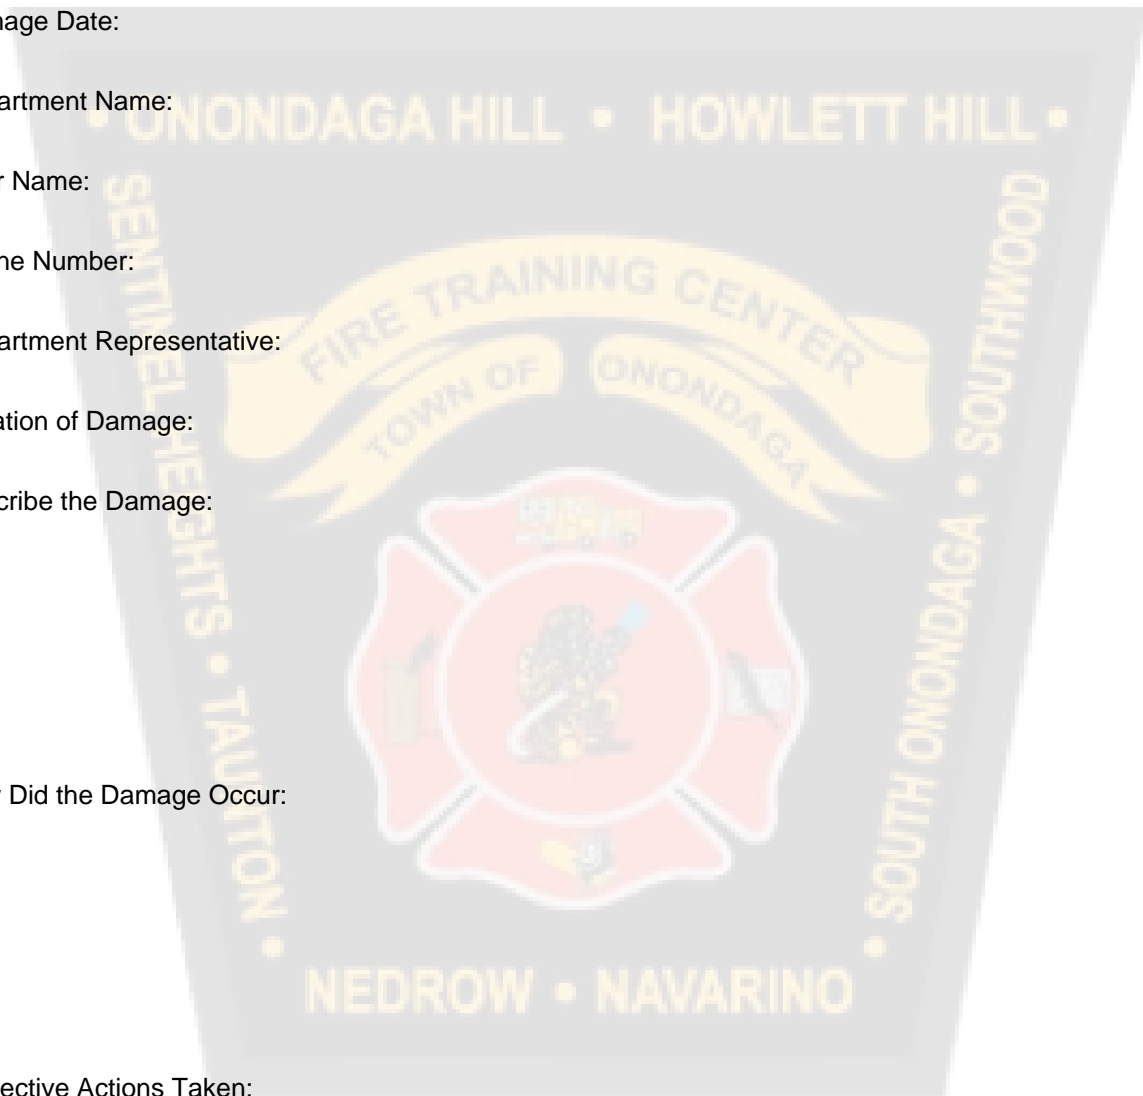 mage Date:
artment Name:
• ONONDAGA HILL • HOWLETT HILL •
r Name:
ne Number:
artment Representative:
ation of Damage:
cribe the Damage:
SENTINEL HEIGHTS • TAUNTON •
FIRE TRAINING CENTER
TOWN OF ONONDAGA
• SOUTH ONONDAGA • SOUTHWOOD
Did the Damage Occur:
NEDROW • NAVARINO
ective Actions Taken: